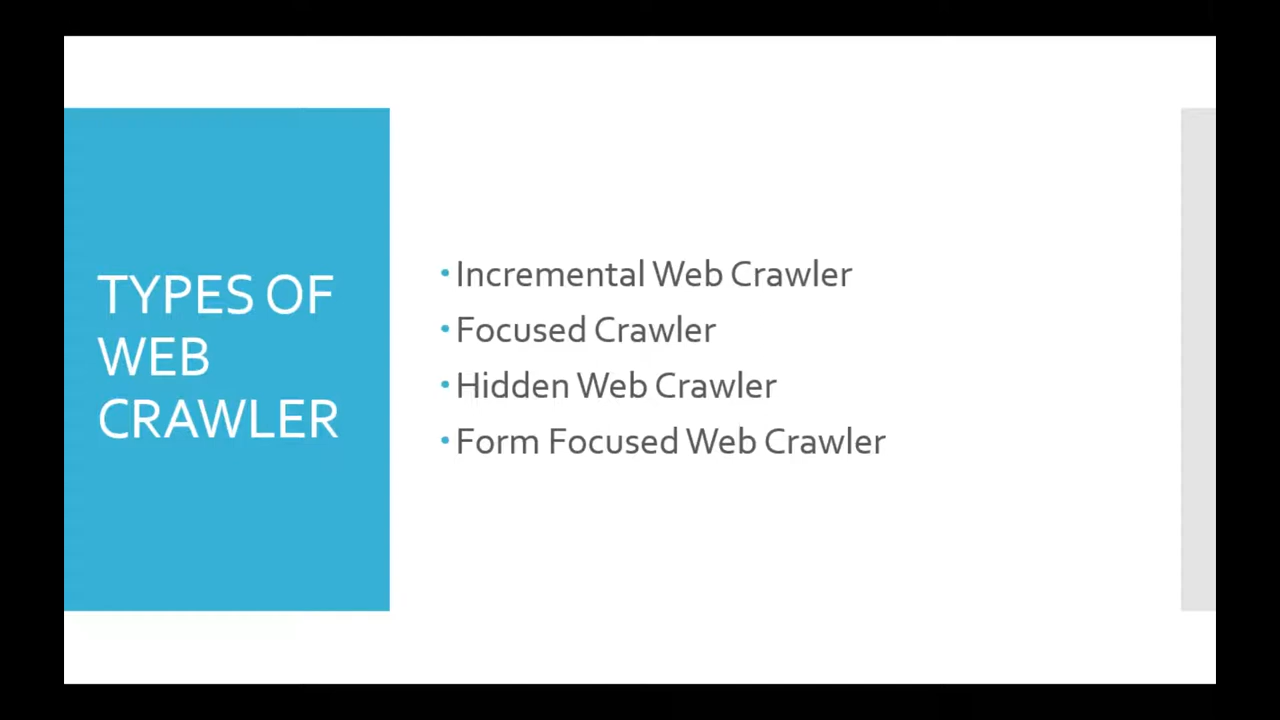 TYPES OF
WEB
CRAWLER
• Incremental Web Crawler
• Focused Crawler
• Hidden Web Crawler
• Form Focused Web Crawler